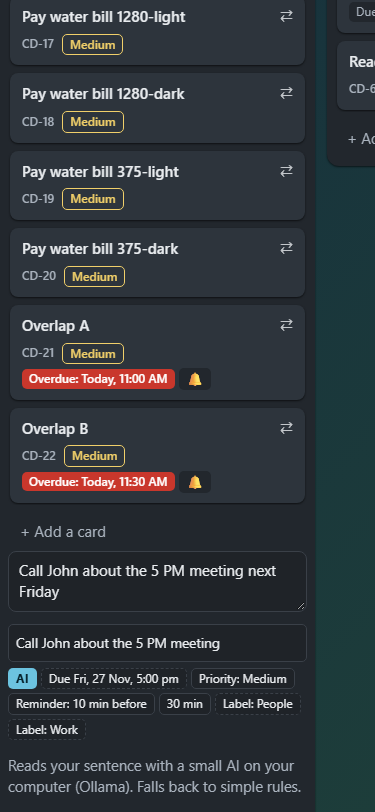 Pay water bill 1280-light
CD-17 Medium
Pay water bill 1280-dark
CD-18 Medium
Pay water bill 375-light
CD-19 Medium
Pay water bill 375-dark
CD-20 Medium
Overlap A
CD-21 Medium
Overdue: Today, 11:00 AM
Overlap B
CD-22 Medium
Overdue: Today, 11:30 AM
+ Add a card
Call John about the 5 PM meeting next
Friday
Call John about the 5 PM meeting
AI Due Fri, 27 Nov, 5:00 pm Priority: Medium
Reminder: 10 min before 30 min Label: People
Label: Work
Reads your sentence with a small AI on your
computer (Ollama). Falls back to simple rules.
Due